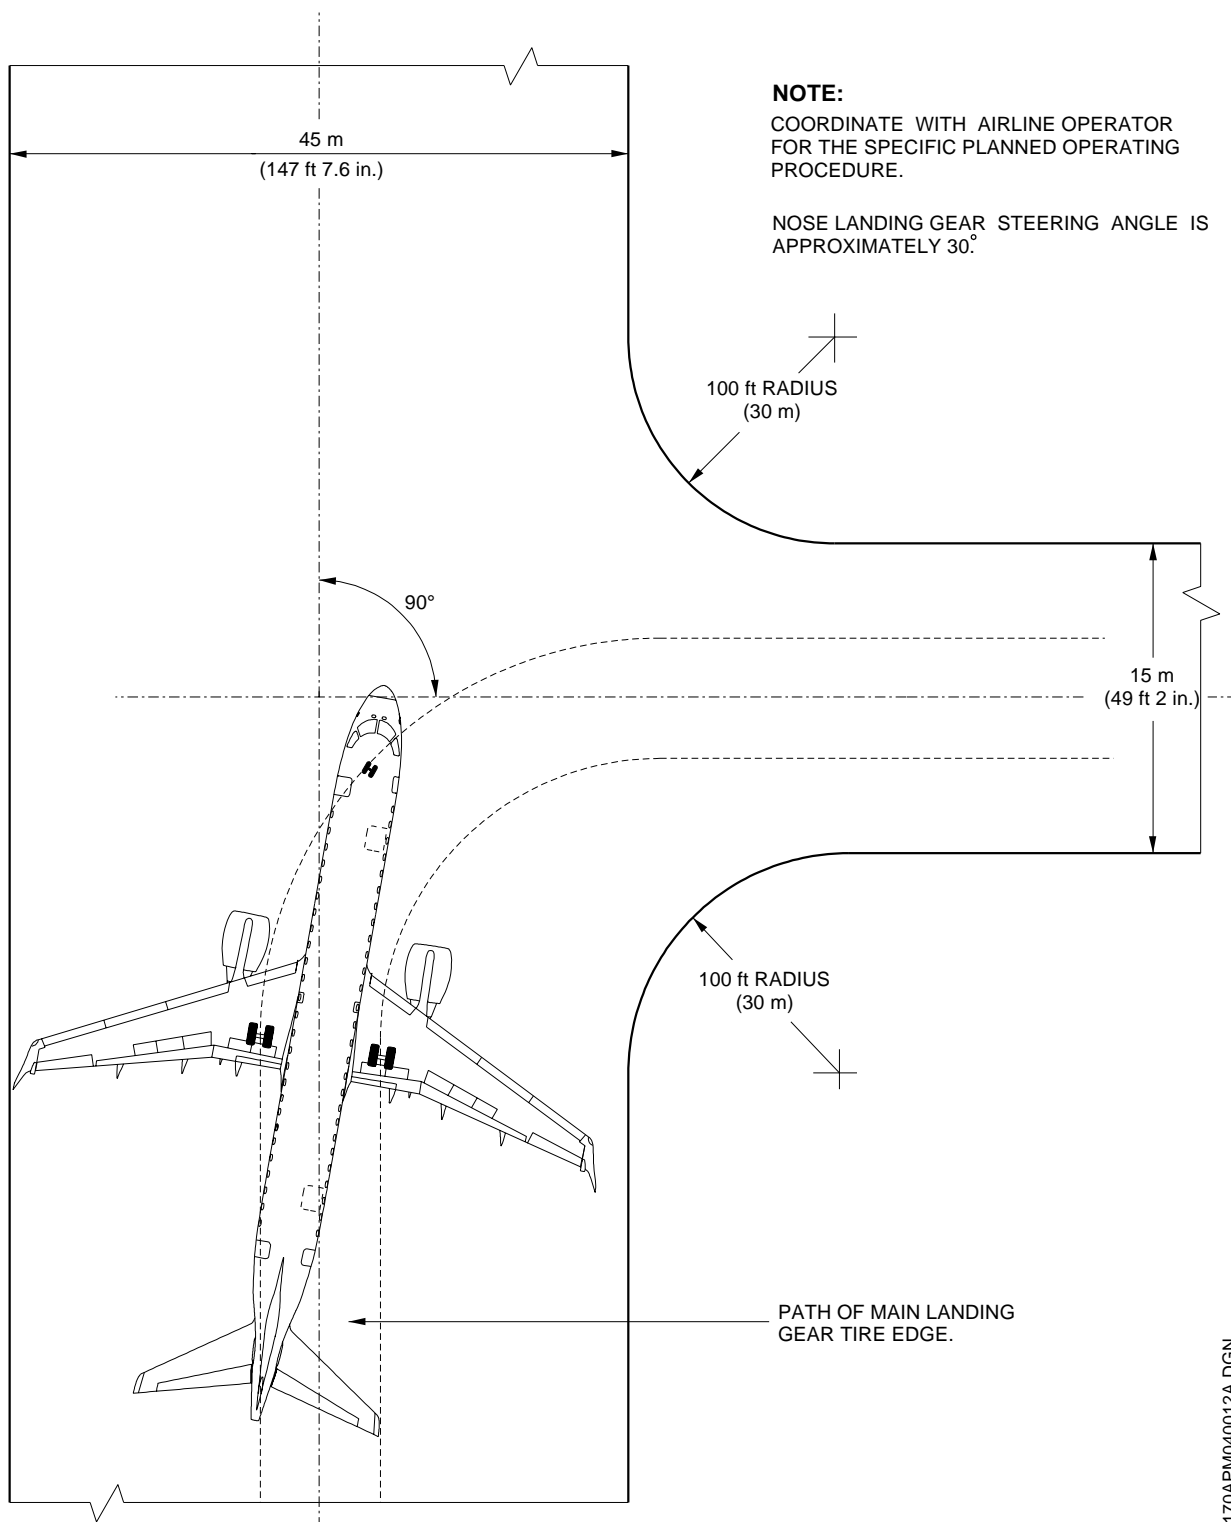 NOTE:
COORDINATE WITH AIRLINE OPERATOR
FOR THE SPECIFIC PLANNED OPERATING
PROCEDURE.
NOSE LANDING GEAR STEERING ANGLE IS
APPROXIMATELY 30°.
45 m
(147 ft 7.6 in.)
100 ft RADIUS
(30 m)
90°
15 m
(49 ft 2 in.)
100 ft RADIUS
(30 m)
PATH OF MAIN LANDING
GEAR TIRE EDGE.
170APM040012A.DGN